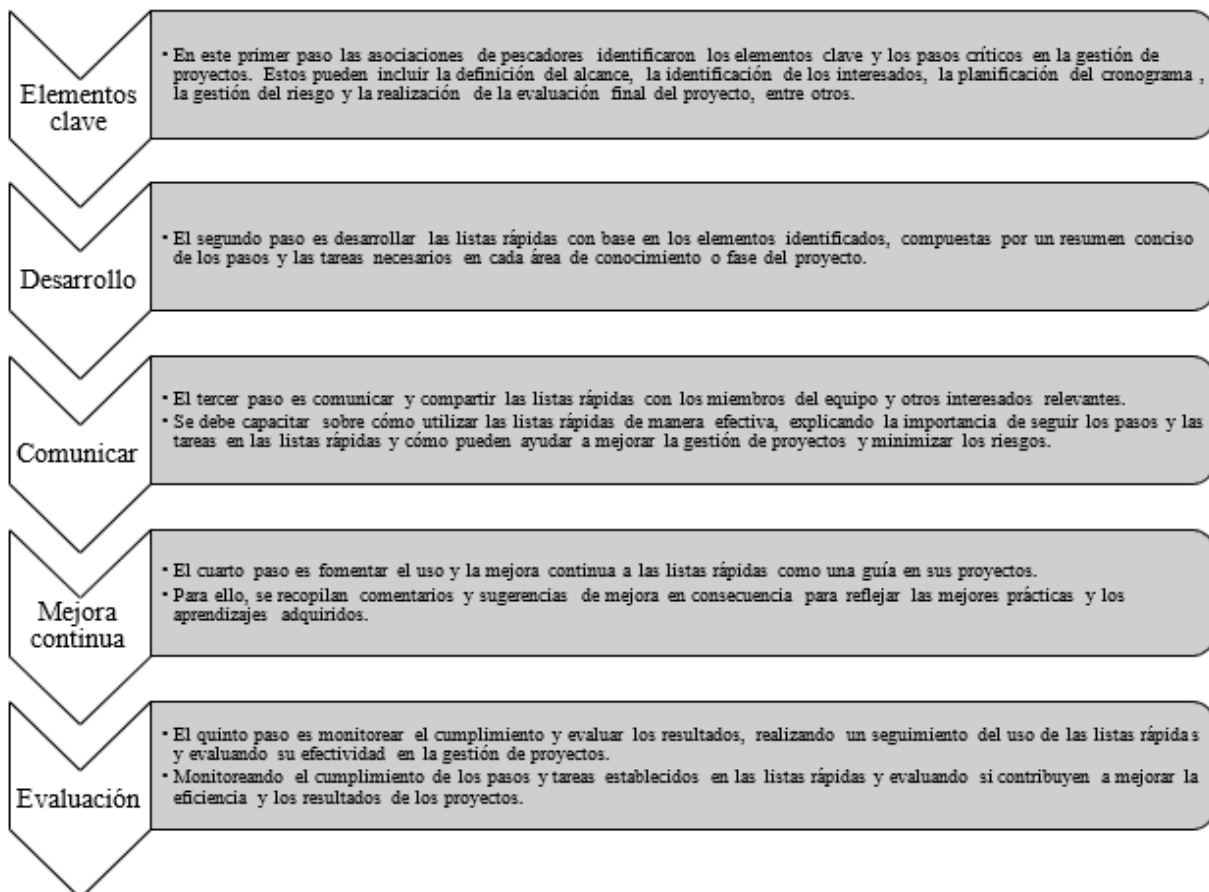 Elementos
clave
• En este primer paso las asociaciones de pescadores identificaron los elementos clave y los pasos críticos en la gestión de
proyectos. Estos pueden incluir la definición del alcance, la identificación de los interesados, la planificación del cronograma ,
la gestión del riesgo y la realización de la evaluación final del proyecto, entre otros.
Desarrollo
• El segundo paso es desarrollar las listas rápidas con base en los elementos identificados, compuestas por un resumen conciso
de los pasos y las tareas necesarios en cada área de conocimiento o fase del proyecto.
Comunicar
• El tercer paso es comunicar y compartir las listas rápidas con los miembros del equipo y otros interesados relevantes.
• Se debe capacitar sobre cómo utilizar las listas rápidas de manera efectiva, explicando la importancia de seguir los pasos y las
tareas en las listas rápidas y cómo pueden ayudar a mejorar la gestión de proyectos y minimizar los riesgos.
Mejora
continua
• El cuarto paso es fomentar el uso y la mejora continua a las listas rápidas como una guía en sus proyectos.
• Para ello, se recopilan comentarios y sugerencias de mejora en consecuencia para reflejar las mejores prácticas y los
aprendizajes adquiridos.
Evaluación
• El quinto paso es monitorear el cumplimiento y evaluar los resultados, realizando un seguimiento del uso de las listas rápidas
y evaluando su efectividad en la gestión de proyectos.
• Monitoreando el cumplimiento de los pasos y tareas establecidos en las listas rápidas y evaluando si contribuyen a mejorar la
eficiencia y los resultados de los proyectos.